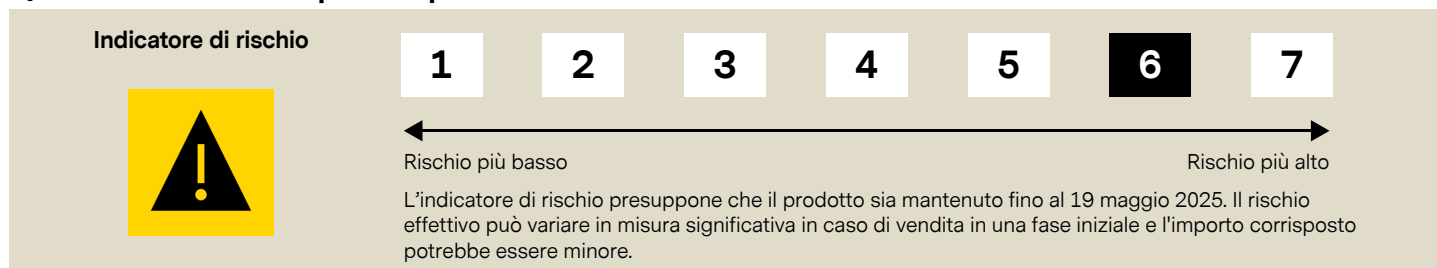 Indicatore di rischio
1 2 3 4 5 6 7
Rischio più basso Rischio più alto
L'indicatore di rischio presuppone che il prodotto sia mantenuto fino al 19 maggio 2025. Il rischio
effettivo può variare in misura significativa in caso di vendita in una fase iniziale e l'importo corrisposto
potrebbe essere minore.